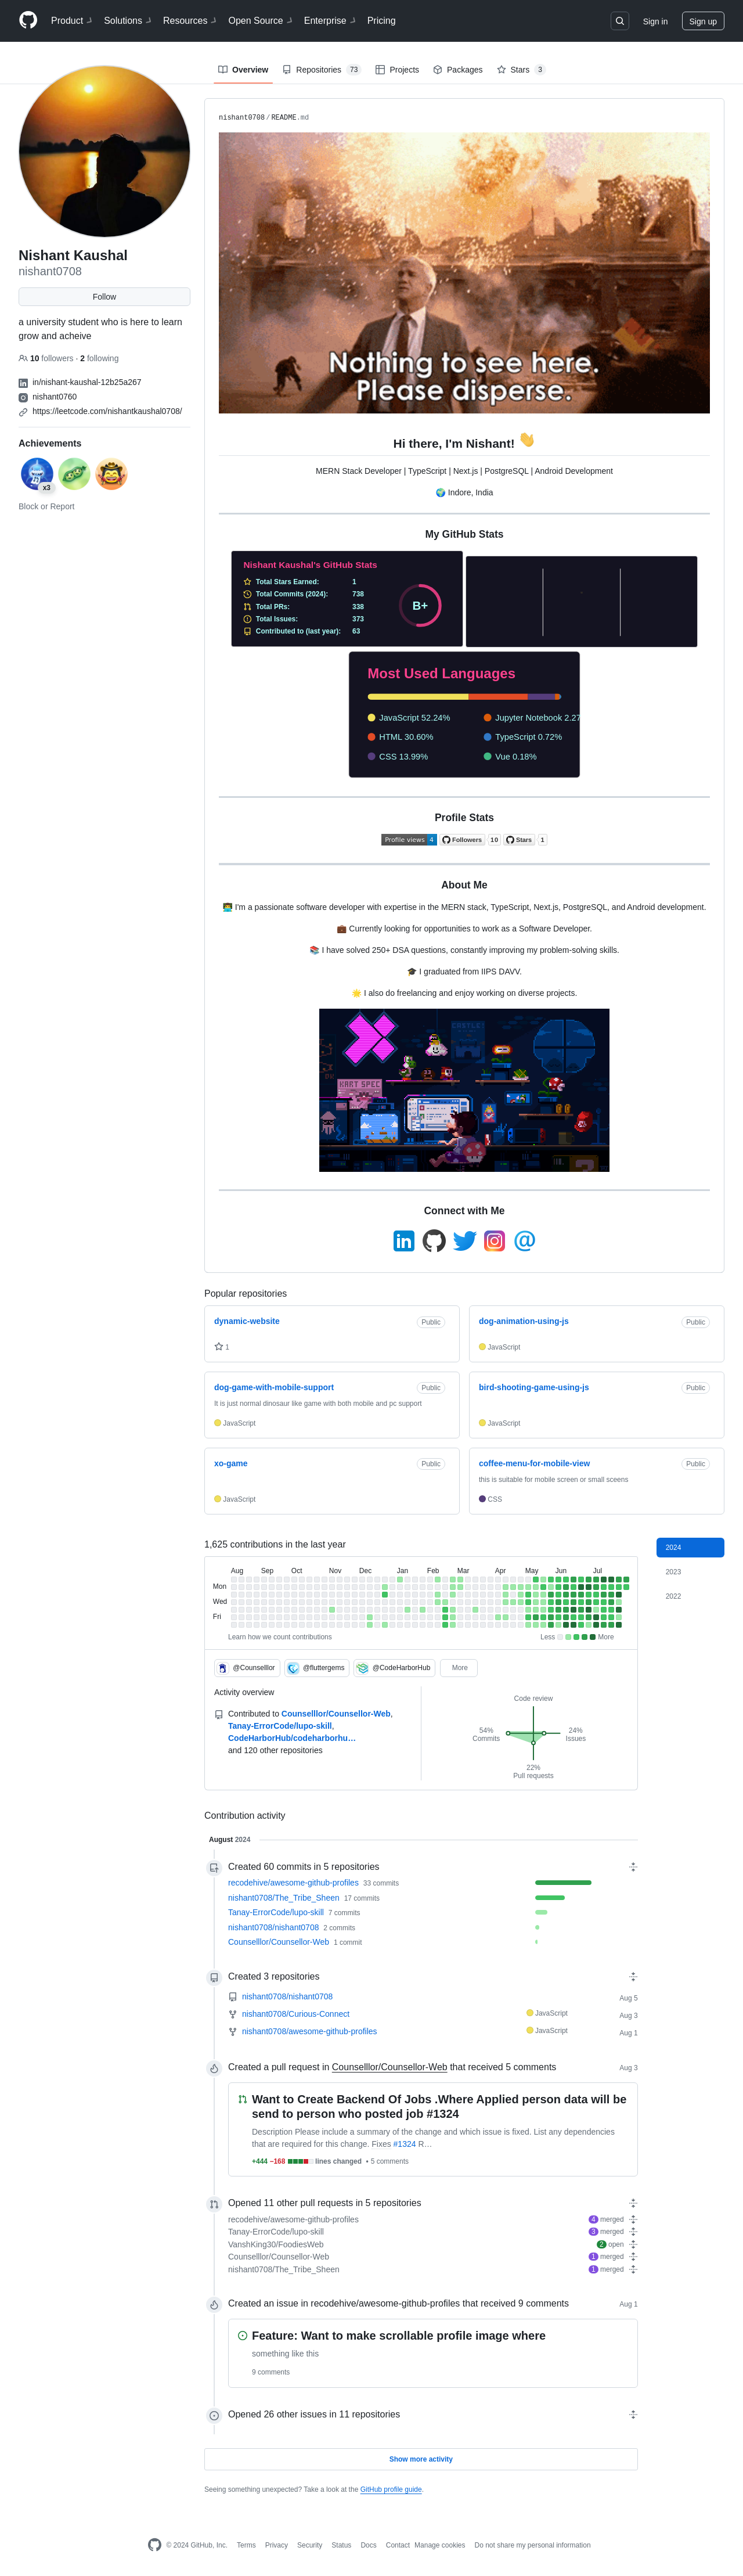 Product Solutions Resources Open Source Enterprise Pricing Sign in Sign up
Overview Repositories 73 Projects Packages Stars 3
Nishant Kaushal
nishant0708
Follow
a university student who is here to learn
grow and acheive
10 followers · 2 following
in/nishant-kaushal-12b25a267
nishant0760
https://leetcode.com/nishantkaushal0708/
Achievements
x3
Block or Report
nishant0708/README.md
Nothing to see here.
Please disperse.
Hi there, I'm Nishant! 👋
MERN Stack Developer | TypeScript | Next.js | PostgreSQL | Android Development
🌍 Indore, India
My GitHub Stats
Nishant Kaushal's GitHub Stats
Total Stars Earned: 1
Total Commits (2024): 738
Total PRs: 338
Total Issues: 373
Contributed to (last year): 63
B+
Most Used Languages
JavaScript 52.24% Jupyter Notebook 2.27
HTML 30.60% TypeScript 0.72%
CSS 13.99% Vue 0.18%
Profile Stats
Profile views 4 Followers 10 Stars 1
About Me
👨🏽‍💻 I'm a passionate software developer with expertise in the MERN stack, TypeScript, Next.js, PostgreSQL, and Android development.
💼 Currently looking for opportunities to work as a Software Developer.
📚 I have solved 250+ DSA questions, constantly improving my problem-solving skills.
🎓 I graduated from IIPS DAVV.
🌟 I also do freelancing and enjoy working on diverse projects.
KART SPEC
Connect with Me
Popular repositories
dynamic-website Public
1
dog-animation-using-js Public
JavaScript
dog-game-with-mobile-support Public
It is just normal dinosaur like game with both mobile and pc support
JavaScript
bird-shooting-game-using-js Public
JavaScript
xo-game Public
JavaScript
coffee-menu-for-mobile-view Public
this is suitable for mobile screen or small sceens
CSS
1,625 contributions in the last year
2024
2023
2022
Aug Sep Oct Nov Dec Jan Feb Mar Apr May Jun Jul
Mon
Wed
Fri
Learn how we count contributions Less More
@Counselllor @fluttergems @CodeHarborHub More
Activity overview
Contributed to Counselllor/Counsellor-Web,
Tanay-ErrorCode/lupo-skill,
CodeHarborHub/codeharborhu…
and 120 other repositories
Code review
54%
Commits
24%
Issues
22%
Pull requests
Contribution activity
August 2024
Created 60 commits in 5 repositories
recodehive/awesome-github-profiles 33 commits
nishant0708/The_Tribe_Sheen 17 commits
Tanay-ErrorCode/lupo-skill 7 commits
nishant0708/nishant0708 2 commits
Counselllor/Counsellor-Web 1 commit
Created 3 repositories
nishant0708/nishant0708 Aug 5
nishant0708/Curious-Connect JavaScript Aug 3
nishant0708/awesome-github-profiles JavaScript Aug 1
Created a pull request in Counselllor/Counsellor-Web that received 5 comments Aug 3
Want to Create Backend Of Jobs .Where Applied person data will be
send to person who posted job #1324
Description Please include a summary of the change and which issue is fixed. List any dependencies
that are required for this change. Fixes #1324 R…
+444 −168 lines changed • 5 comments
Opened 11 other pull requests in 5 repositories
recodehive/awesome-github-profiles 4 merged
Tanay-ErrorCode/lupo-skill 3 merged
VanshKing30/FoodiesWeb 2 open
Counselllor/Counsellor-Web 1 merged
nishant0708/The_Tribe_Sheen 1 merged
Created an issue in recodehive/awesome-github-profiles that received 9 comments Aug 1
Feature: Want to make scrollable profile image where
something like this
9 comments
Opened 26 other issues in 11 repositories
Show more activity
Seeing something unexpected? Take a look at the GitHub profile guide.
© 2024 GitHub, Inc. Terms Privacy Security Status Docs Contact Manage cookies Do not share my personal information